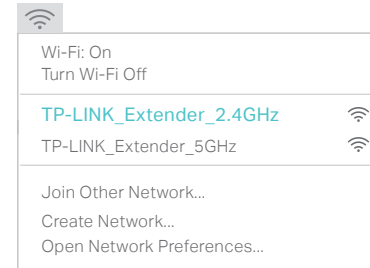 Wi-Fi: On
Turn Wi-Fi Off
TP-LINK_Extender_2.4GHz
TP-LINK_Extender_5GHz
Join Other Network...
Create Network...
Open Network Preferences...